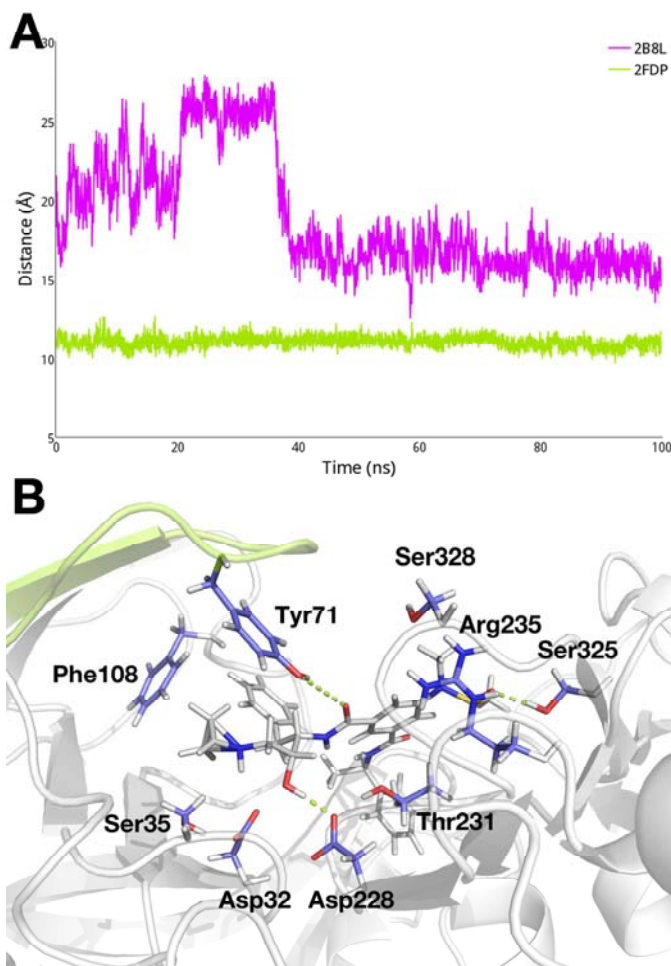 A
30
2B8L
2FDP
25
20
Distance (Å)
15
10
5
0 20 40 60 80 100
Time (ns)
B
Ser328
Tyr71
Arg235
Ser325
Phe108
Ser35
Thr231
Asp32
Asp228